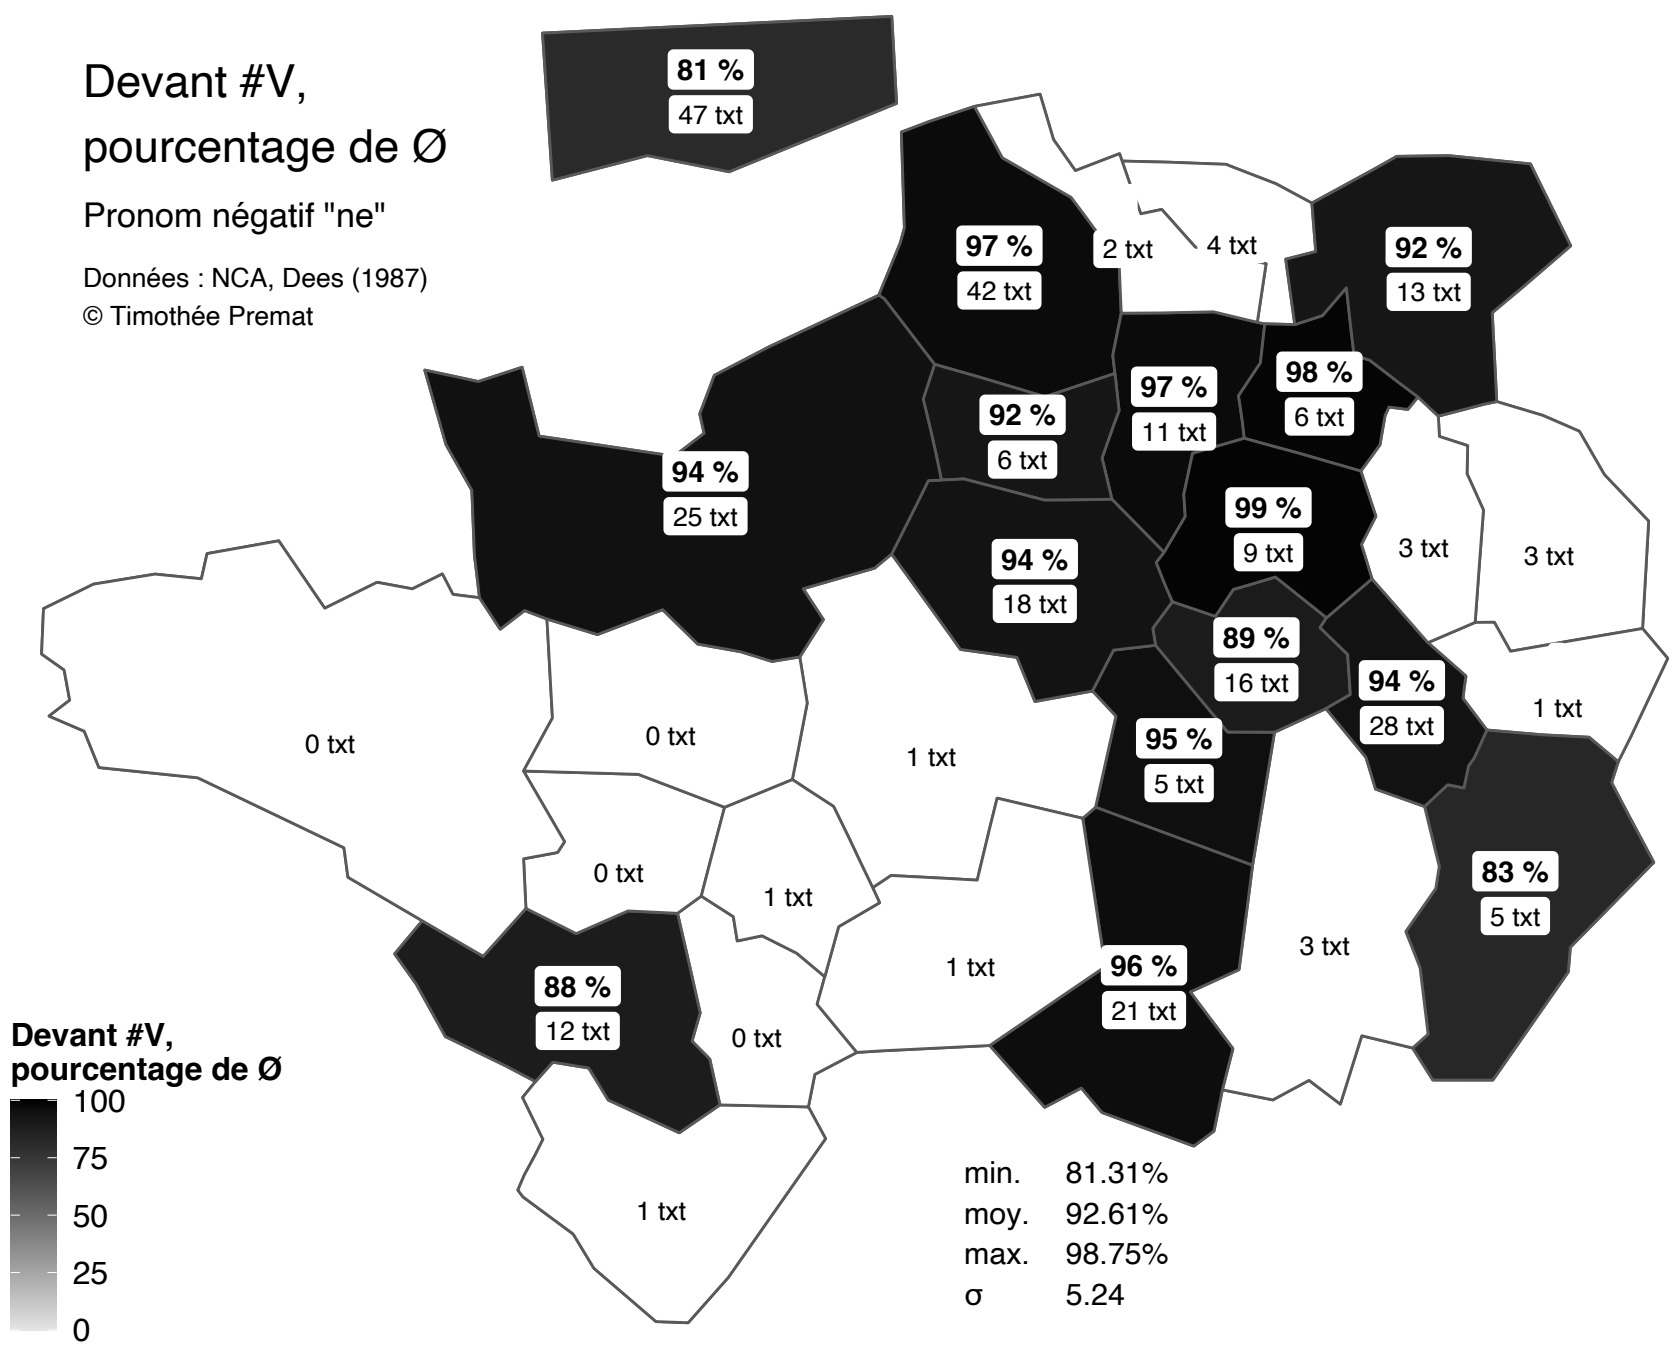 Devant #V,
pourcentage de Ø
Pronom négatif "ne"
Données : NCA, Dees (1987)
© Timothée Premat
81 %
47 txt
97 %
42 txt
2 txt
4 txt
92 %
13 txt
98 %
6 txt
97 %
11 txt
92 %
6 txt
94 %
25 txt
99 %
9 txt
3 txt
3 txt
94 %
18 txt
89 %
16 txt
94 %
28 txt
1 txt
0 txt
0 txt
1 txt
95 %
5 txt
0 txt
1 txt
83 %
5 txt
3 txt
1 txt
96 %
21 txt
88 %
12 txt
0 txt
1 txt
Devant #V,
pourcentage de Ø
100
75
50
25
0
min. 81.31%
moy. 92.61%
max. 98.75%
σ 5.24